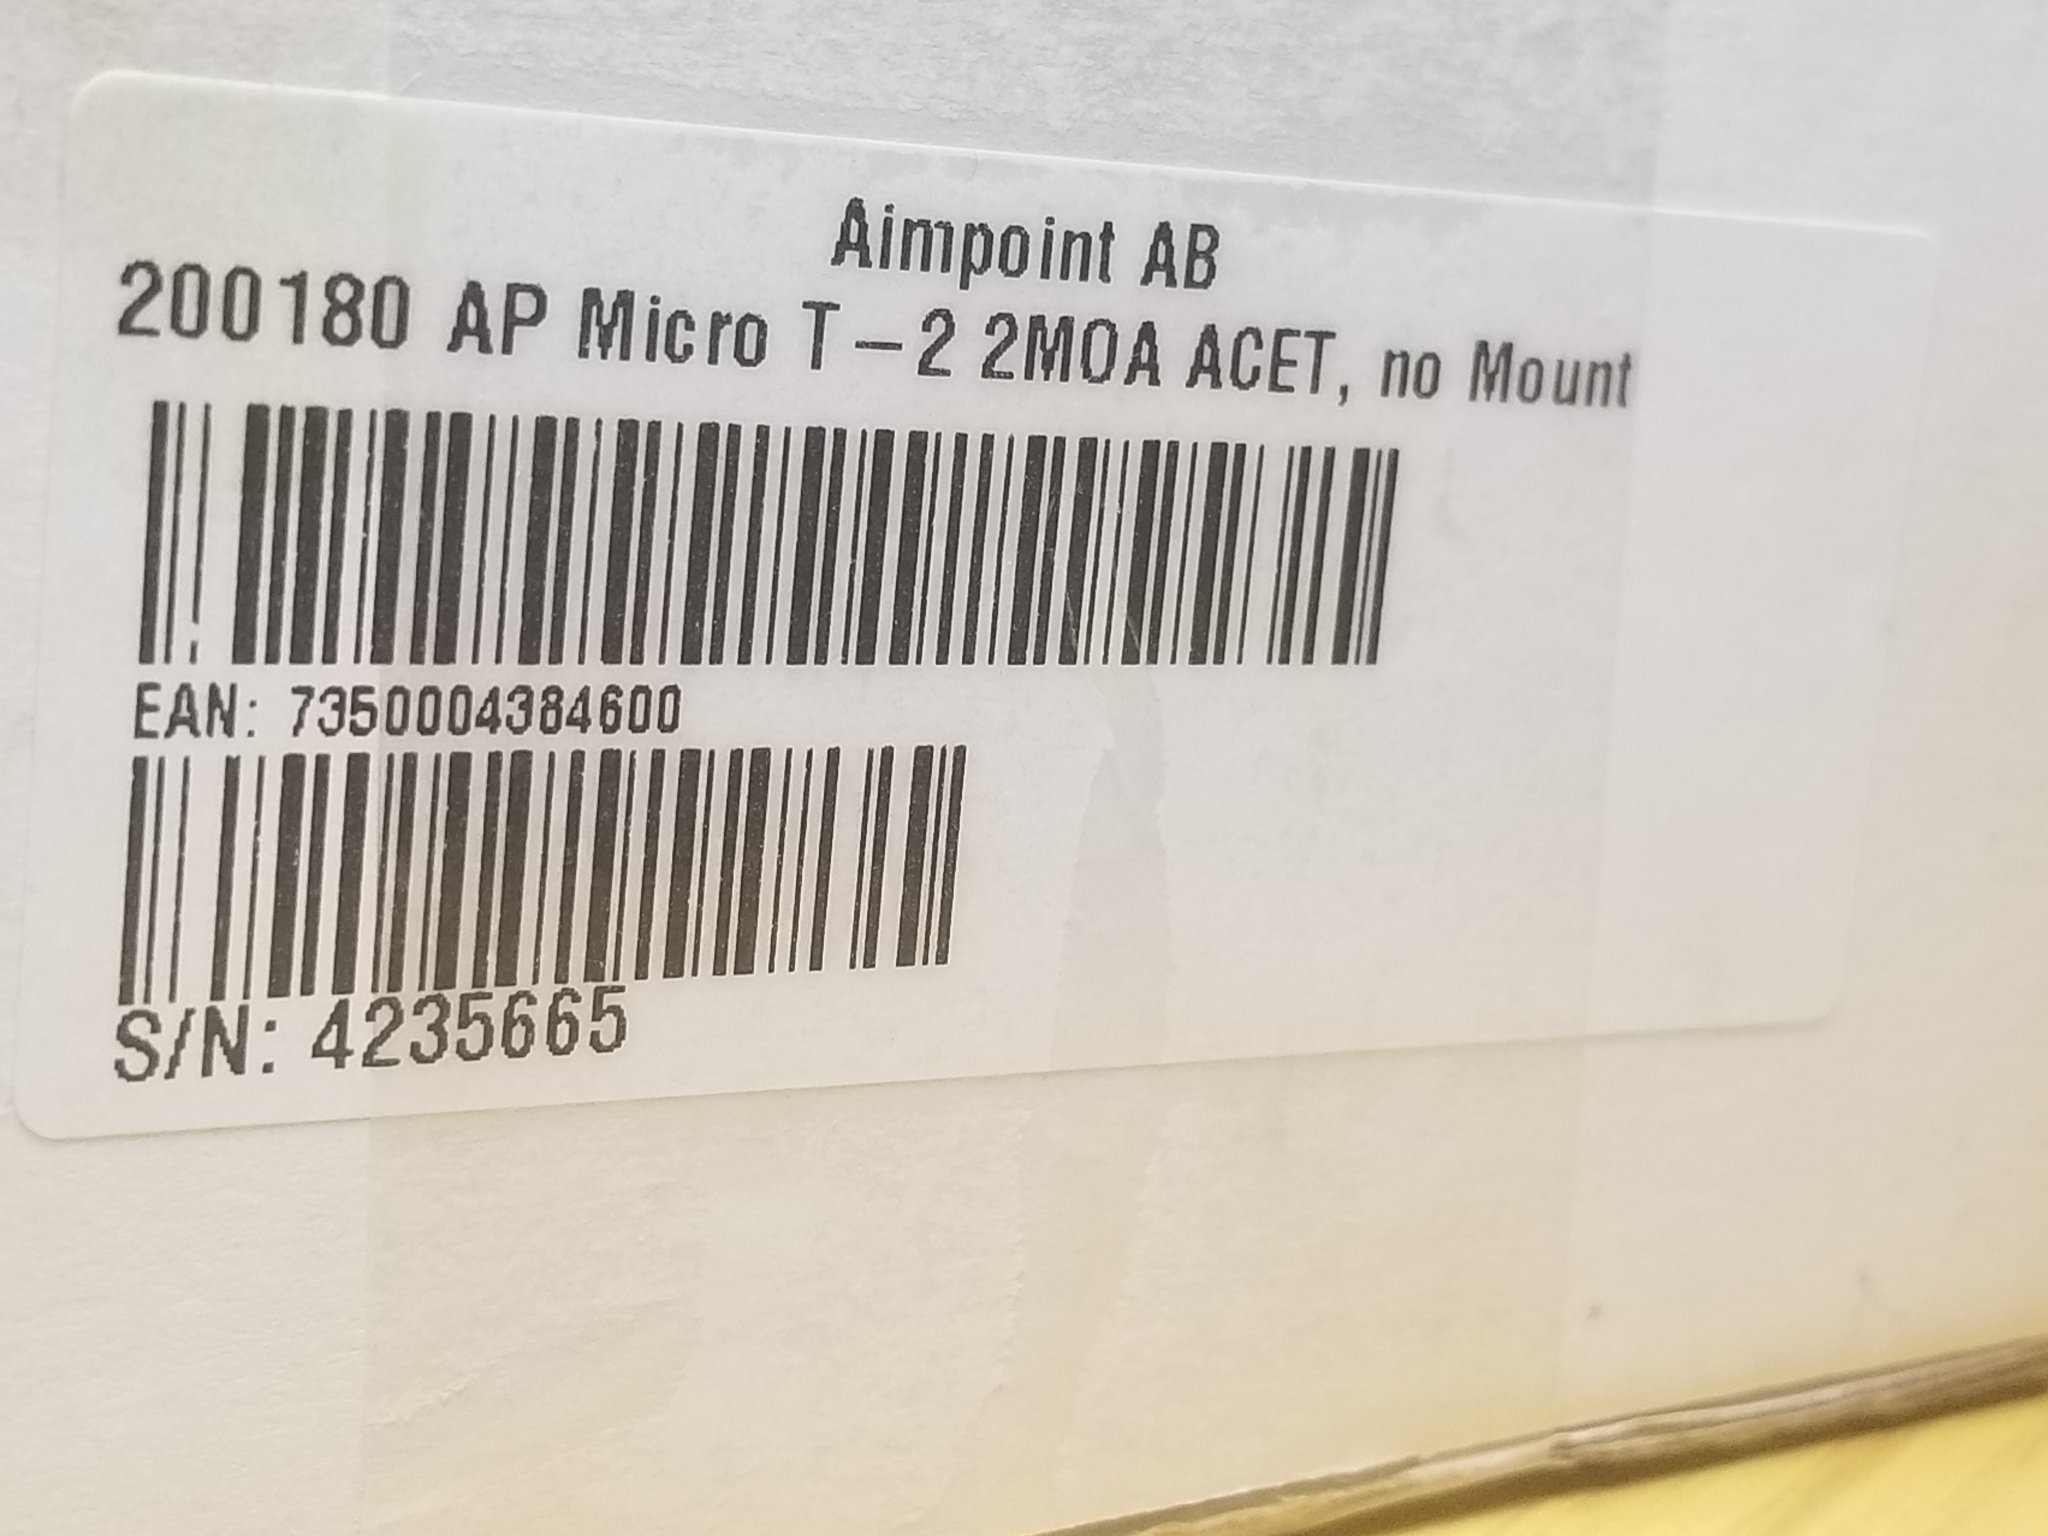 Aimpoint AB
200180 AP Micro T-2 2MOA ACET, no Mount
EAN: 7350004384600
S/N: 4235665